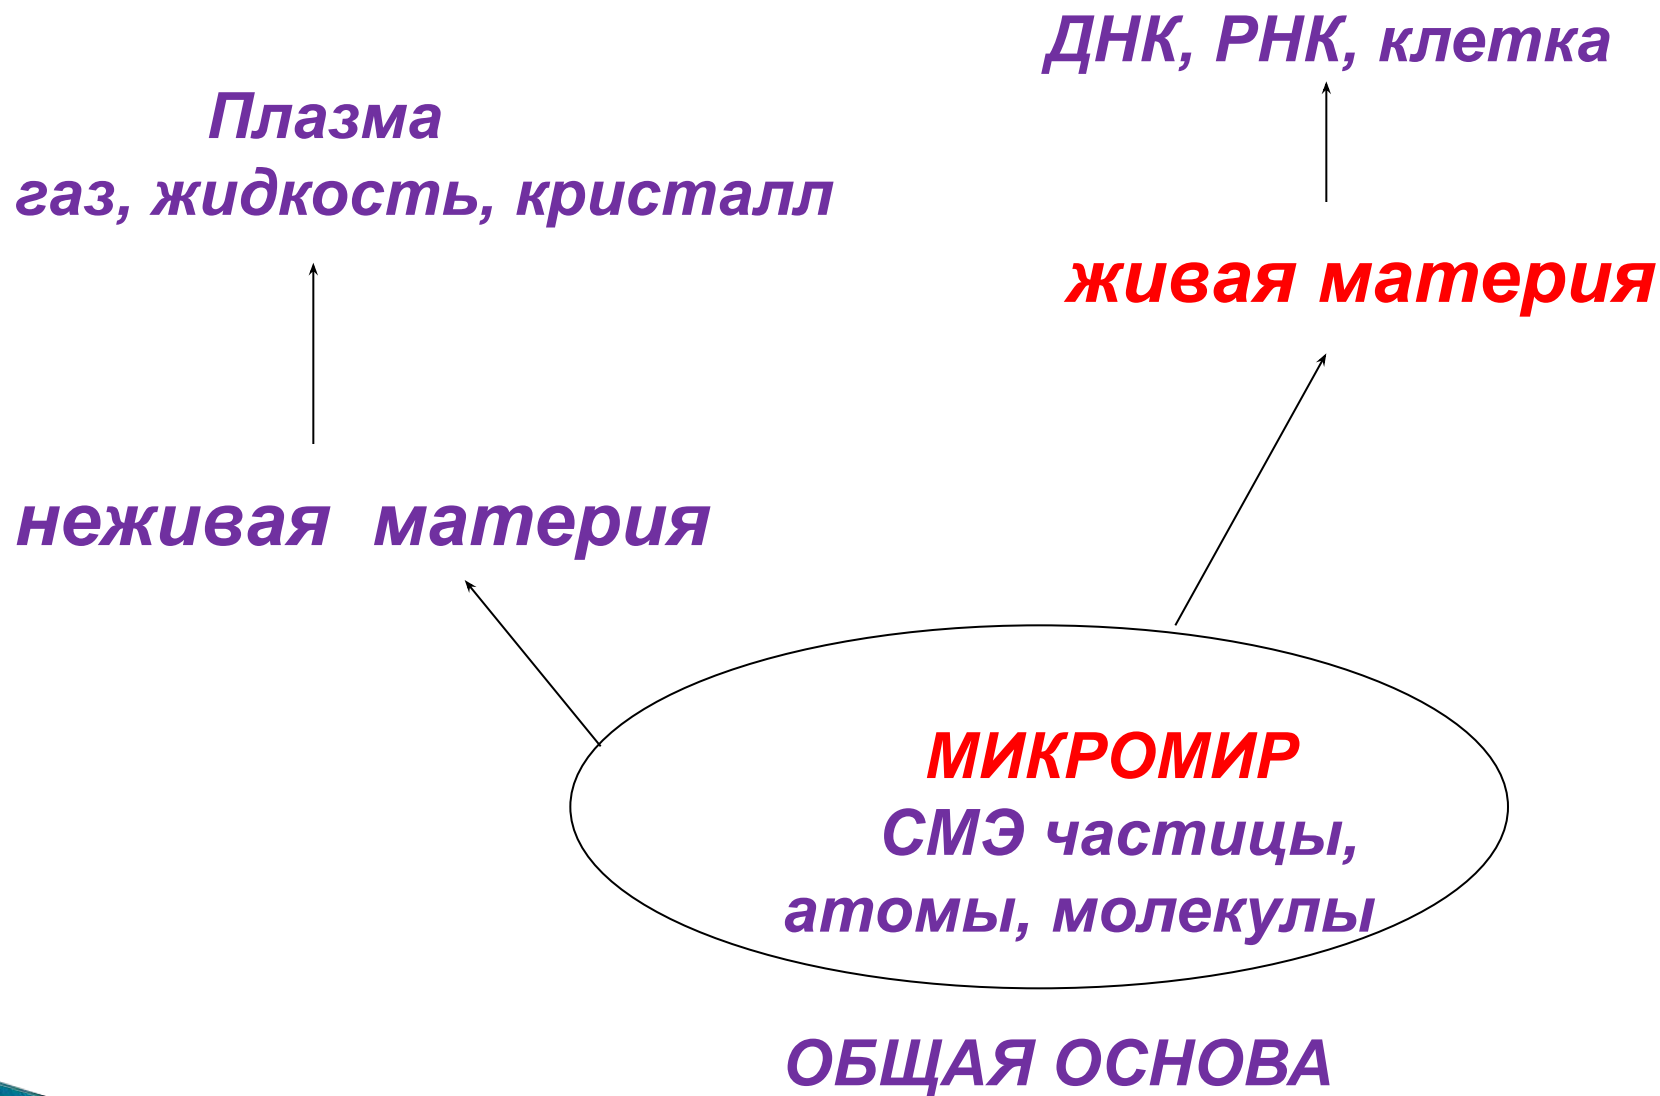 ДНК, РНК, клетка
Плазма
газ, жидкость, кристалл
живая материя
неживая материя
МИКРОМИР
СМЭ частицы,
атомы, молекулы
ОБЩАЯ ОСНОВА